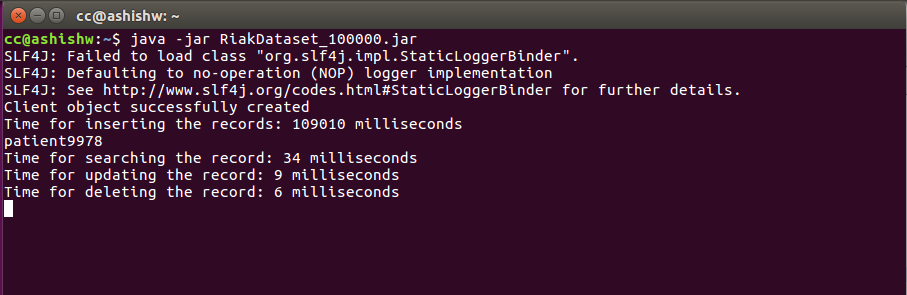 cc@ashishw: ~
cc@ashishw:~$ java -jar RiakDataset_100000.jar
SLF4J: Failed to load class "org.slf4j.impl.StaticLoggerBinder".
SLF4J: Defaulting to no-operation (NOP) logger implementation
SLF4J: See http://www.slf4j.org/codes.html#StaticLoggerBinder for further details.
Client object successfully created
Time for inserting the records: 109010 milliseconds
patient9978
Time for searching the record: 34 milliseconds
Time for updating the record: 9 milliseconds
Time for deleting the record: 6 milliseconds